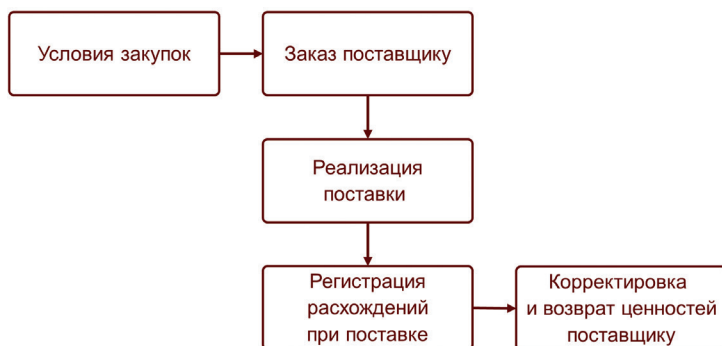 Условия закупок
Заказ поставщику
Реализация
поставки
Регистрация
расхождений
при поставке
Корректировка
и возврат ценностей
поставщику